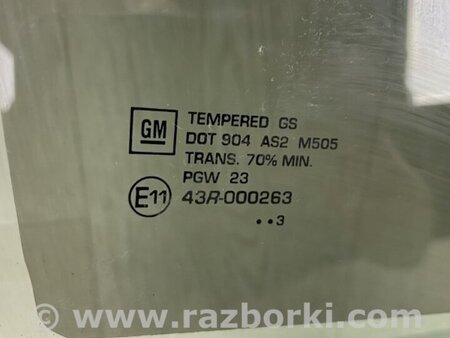 GM
TEMPERED GS
DOT 904 AS2 M505
TRANS. 70% MIN.
PGW 23
E11 43R-000263
••3
www.razborki.com